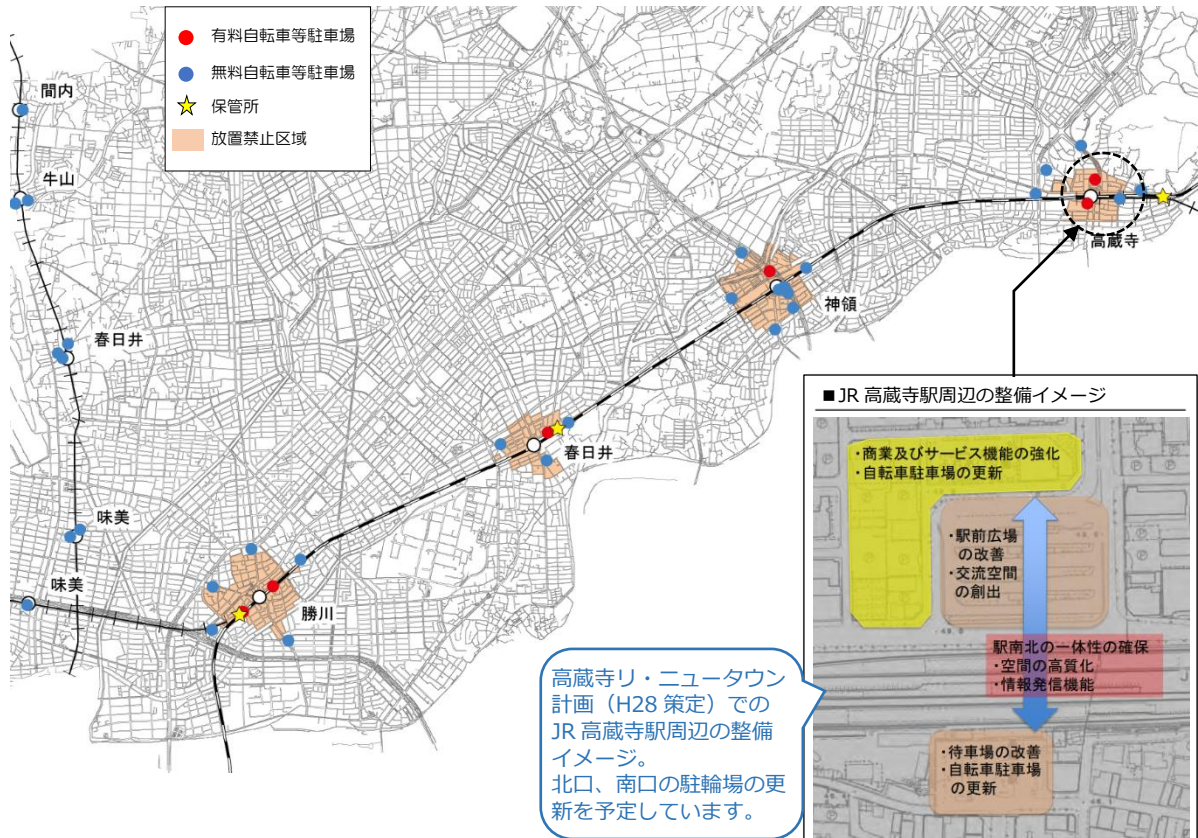 有料自転車等駐車場
無料自転車等駐車場
保管所
放置禁止区域
間内
牛山
春日井
味美
味美
勝川
春日井
神領
高蔵寺
■JR 高蔵寺駅周辺の整備イメージ
・商業及びサービス機能の強化
・自転車駐車場の更新
・駅前広場
の改善
・交流空間
の創出
駅南北の一体性の確保
・空間の高質化
・情報発信機能
・待車場の改善
・自転車駐車場
の更新
高蔵寺リ・ニュータウン
計画（H28 策定）での
JR 高蔵寺駅周辺の整備
イメージ。
北口、南口の駐輪場の更
新を予定しています。